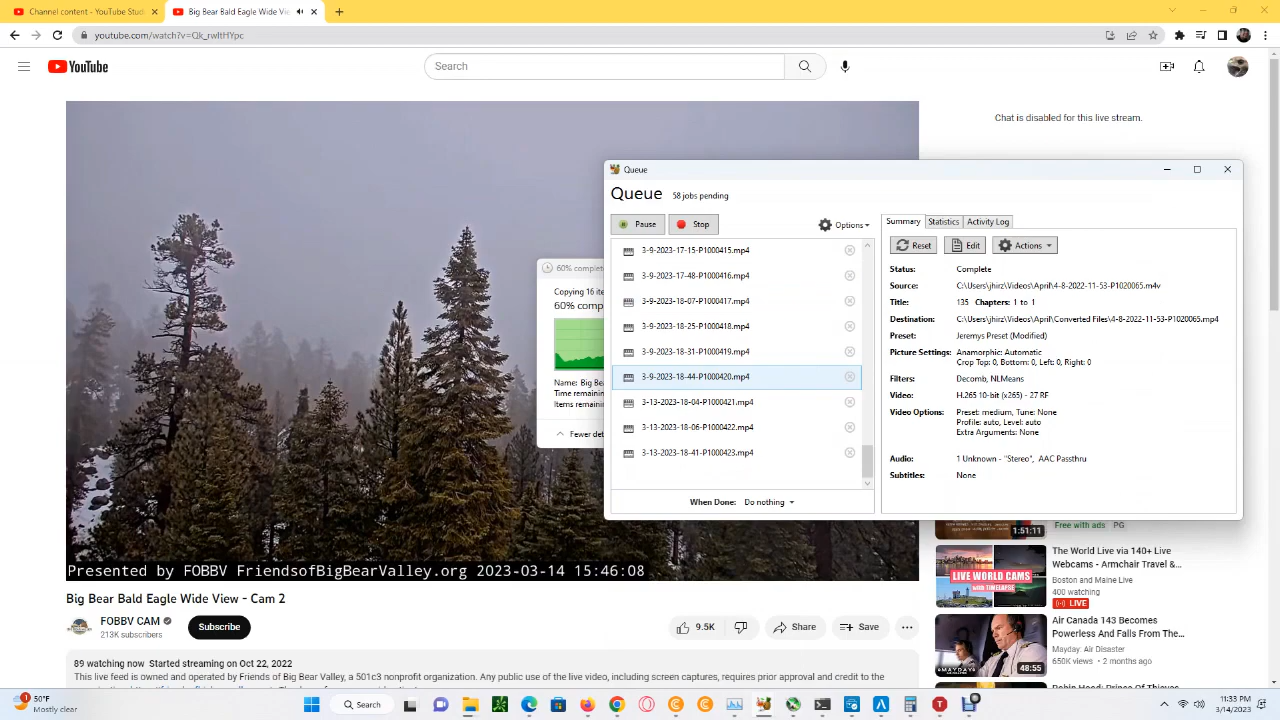 Channel content - YouTube Studi
Big Bear Bald Eagle Wide Vie
youtube.com/watch?v=Qk_rwItHYpc
YouTube
Search
Chat is disabled for this live stream.
60% complete
Copying 16 ite
60% comp
Name: Big Bea
Time remaining
Items remainin
Fewer det
Queue
Queue 58 jobs pending
Pause
Stop
Options
3-9-2023-17-15-P1000415.mp4
3-9-2023-17-48-P1000416.mp4
3-9-2023-18-07-P1000417.mp4
3-9-2023-18-25-P1000418.mp4
3-9-2023-18-31-P1000419.mp4
3-9-2023-18-44-P1000420.mp4
3-13-2023-18-04-P1000421.mp4
3-13-2023-18-06-P1000422.mp4
3-13-2023-18-41-P1000423.mp4
When Done: Do nothing
Summary Statistics Activity Log
Reset Edit Actions
Status: Complete
Source: C:\Users\jhirz\Videos\April\4-8-2022-11-53-P1020065.m4v
Title: 135 Chapters: 1 to 1
Destination: C:\Users\jhirz\Videos\April\Converted Files\4-8-2022-11-53-P1020065.mp4
Preset: Jeremys Preset (Modified)
Picture Settings: Anamorphic: Automatic
Crop Top: 0, Bottom: 0, Left: 0, Right: 0
Filters: Decomb, NLMeans
Video: H.265 10-bit (x265) - 27 RF
Video Options: Preset: medium, Tune: None
Profile: auto, Level: auto
Extra Arguments: None
Audio: 1 Unknown - "Stereo", AAC Passthru
Subtitles: None
Presented by FOBBV FriendsofBigBearValley.org 2023-03-14 15:46:08
Big Bear Bald Eagle Wide View - Cam 2
FOBBV CAM
213K subscribers
Subscribe
9.5K
Share
Save
89 watching now Started streaming on Oct 22, 2022
This live feed is owned and operated by Friends of Big Bear Valley, a 501c3 nonprofit organization. Any public use of the live video, including screen captures, requires prior approval and credit to the
1:51:11
Free with ads PG
LIVE WORLD CAMS
with TIMELAPSE
The World Live via 140+ Live
Webcams - Armchair Travel &...
Boston and Maine Live
400 watching
LIVE
48:55
Air Canada 143 Becomes
Powerless And Falls From The...
Mayday: Air Disaster
650K views • 2 months ago
Robin Hood: Prince Of Thieves
1
50°F
Mostly clear
Search
11:33 PM
3/14/2023